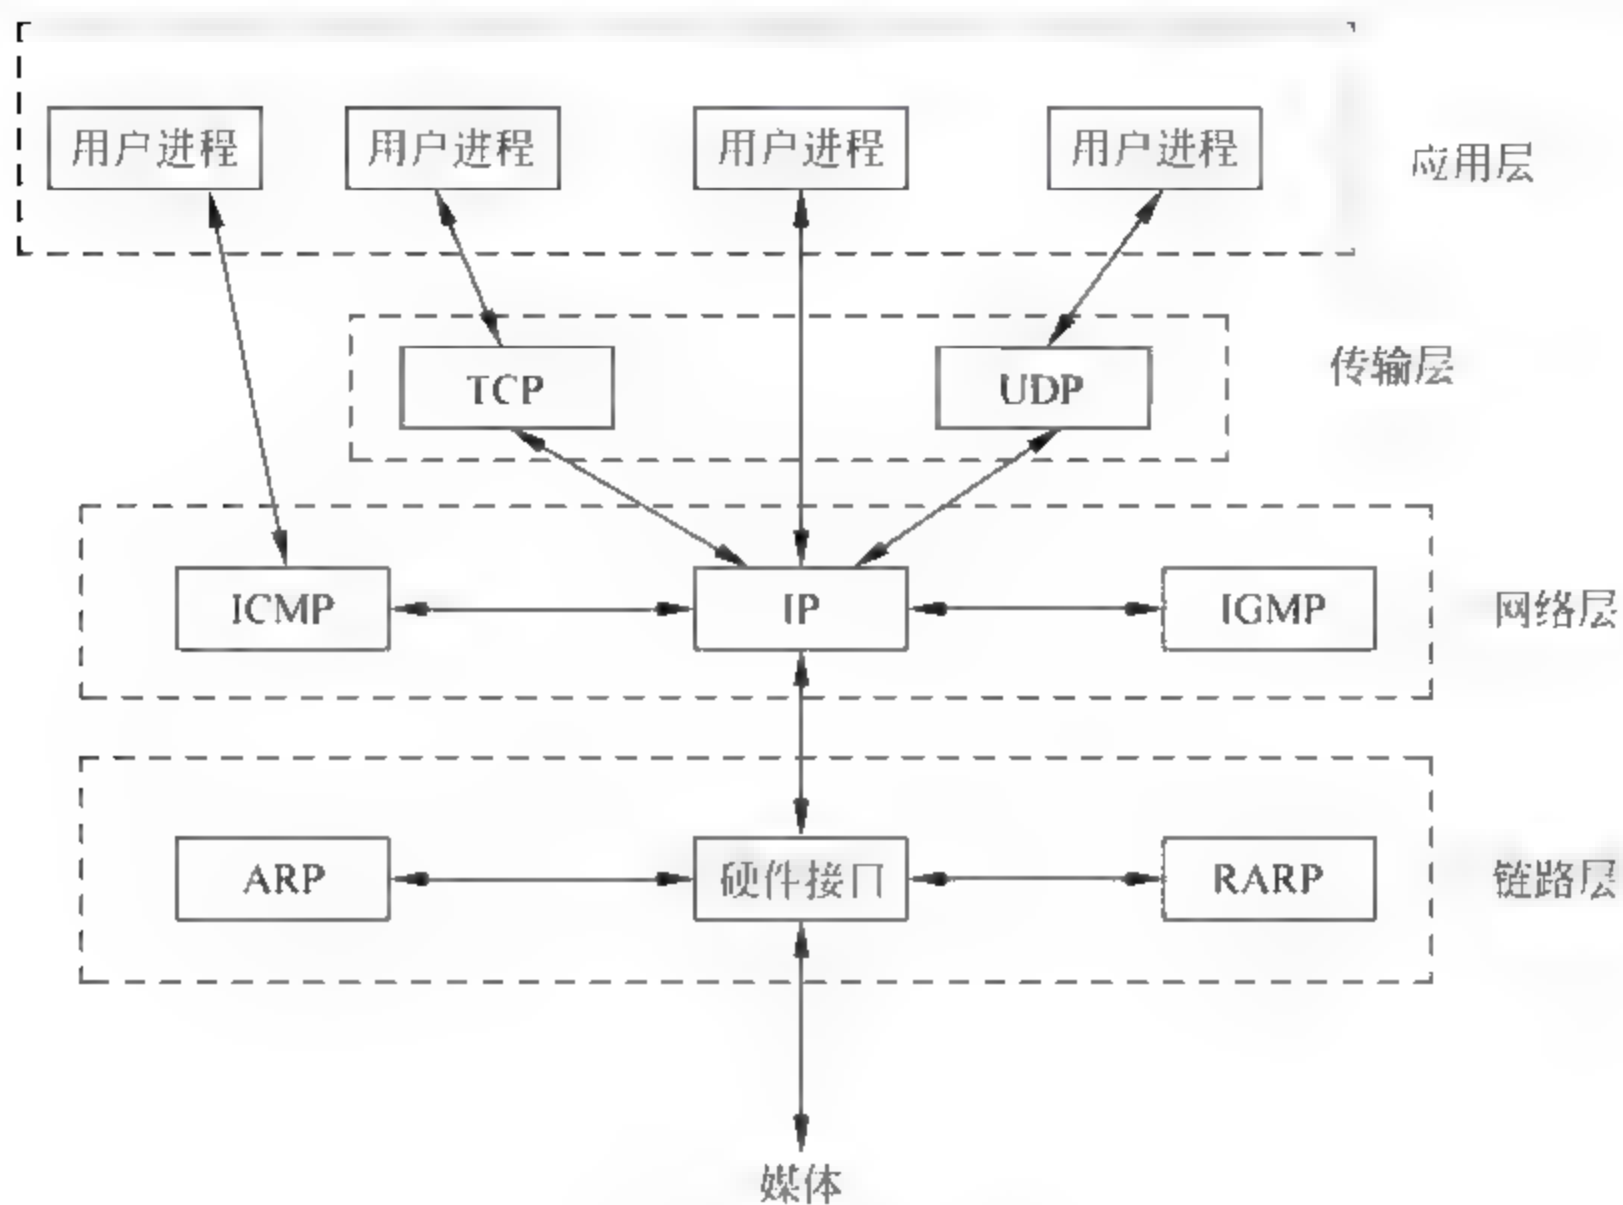 用户进程 用户进程 用户进程 用户进程 应用层
TCP UDP 传输层
ICMP IP IGMP 网络层
ARP 硬件接口 RARP 链路层
媒体